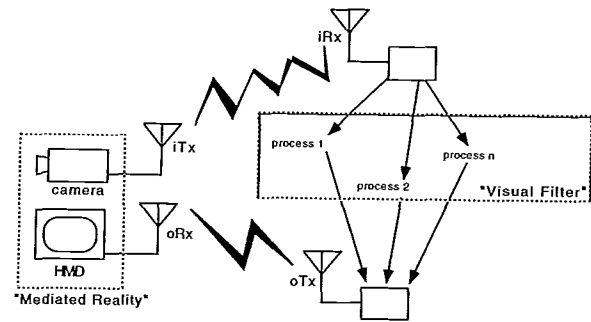 iRx
iTx
process 1
process n
process 2
"Visual Filter"
camera
oRx
HMD
oTx
"Mediated Reality"